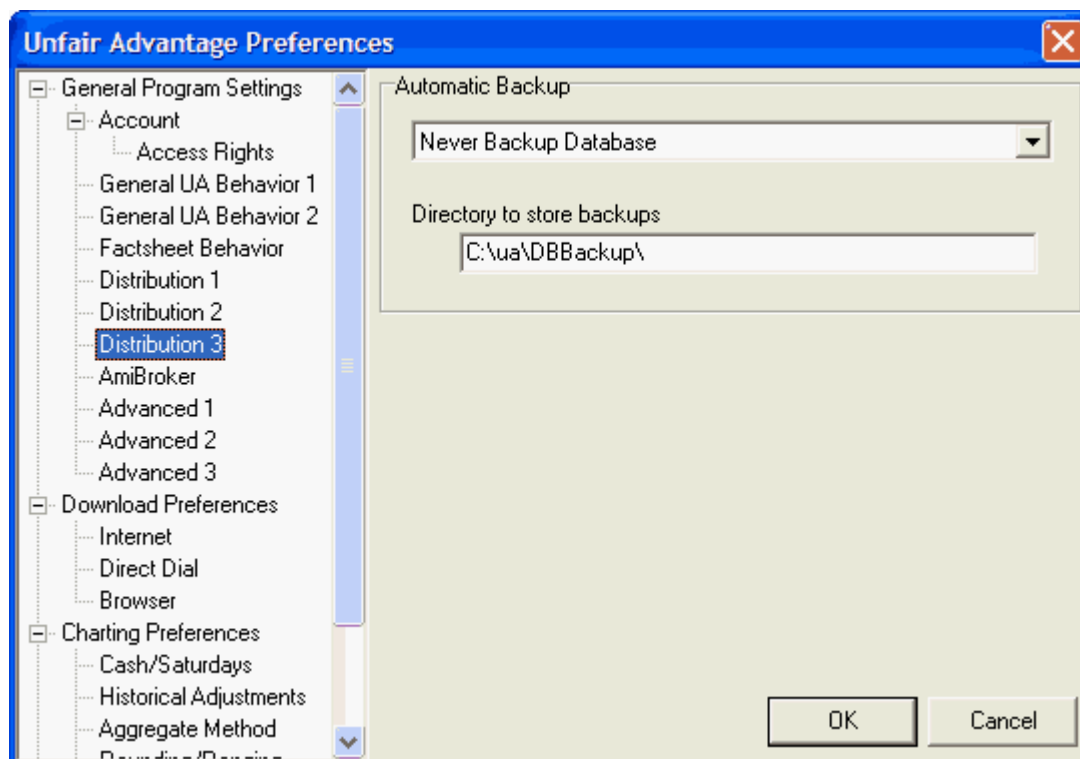 Unfair Advantage Preferences
General Program Settings
Account
Access Rights
General UA Behavior 1
General UA Behavior 2
Factsheet Behavior
Distribution 1
Distribution 2
Distribution 3
AmiBroker
Advanced 1
Advanced 2
Advanced 3
Download Preferences
Internet
Direct Dial
Browser
Charting Preferences
Cash/Saturdays
Historical Adjustments
Aggregate Method
Automatic Backup
Never Backup Database
Directory to store backups
C:\ua\DBBackup\
OK
Cancel